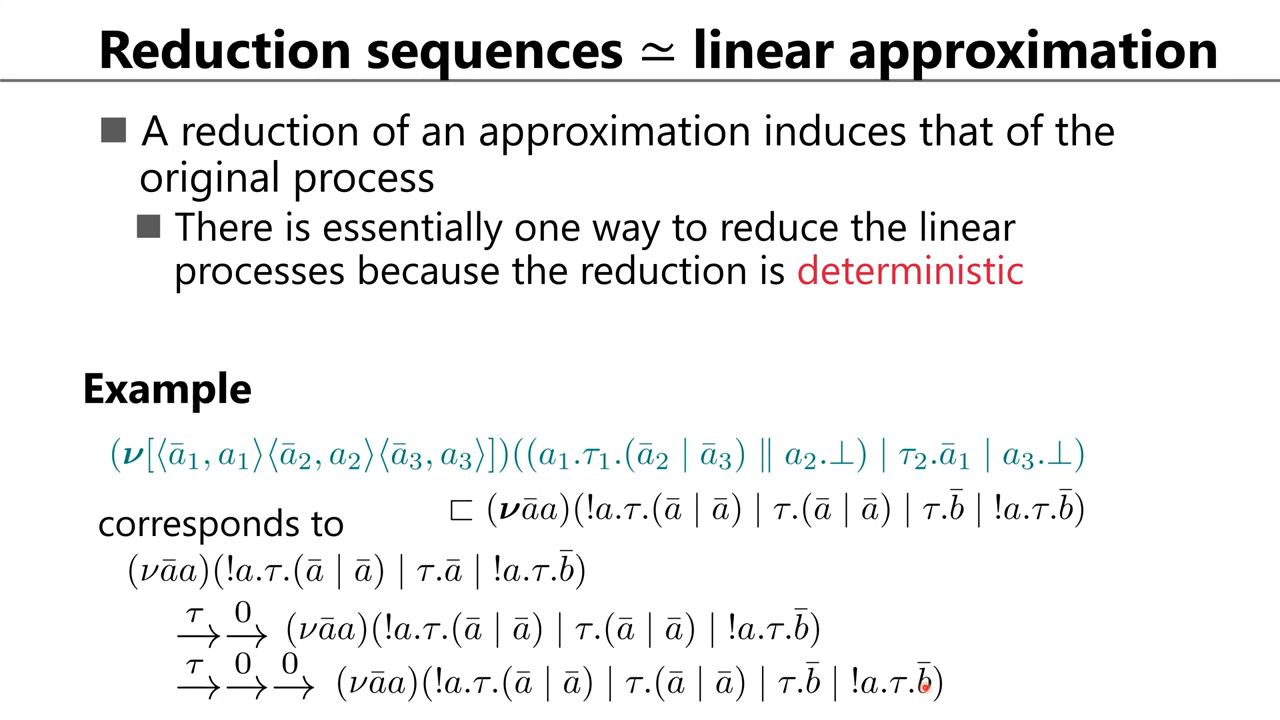 Reduction sequences ≃ linear approximation
A reduction of an approximation induces that of the
original process
There is essentially one way to reduce the linear
processes because the reduction is deterministic
Example
(𝝂[⟨ā₁, a₁⟩⟨ā₂, a₂⟩⟨ā₃, a₃⟩])((a₁.τ₁.(ā₂ | ā₃) ‖ a₂.⊥) | τ₂.ā₁ | a₃.⊥)
⊏ (𝝂āa)(!a.τ.(ā | ā) | τ.(ā | ā) | τ.b̄ | !a.τ.b̄)
corresponds to
(νāa)(!a.τ.(ā | ā) | τ.ā | !a.τ.b̄)
τ→ 0→ (νāa)(!a.τ.(ā | ā) | τ.(ā | ā) | !a.τ.b̄)
τ→ 0→ 0→ (νāa)(!a.τ.(ā | ā) | τ.(ā | ā) | τ.b̄ | !a.τ.b̄)